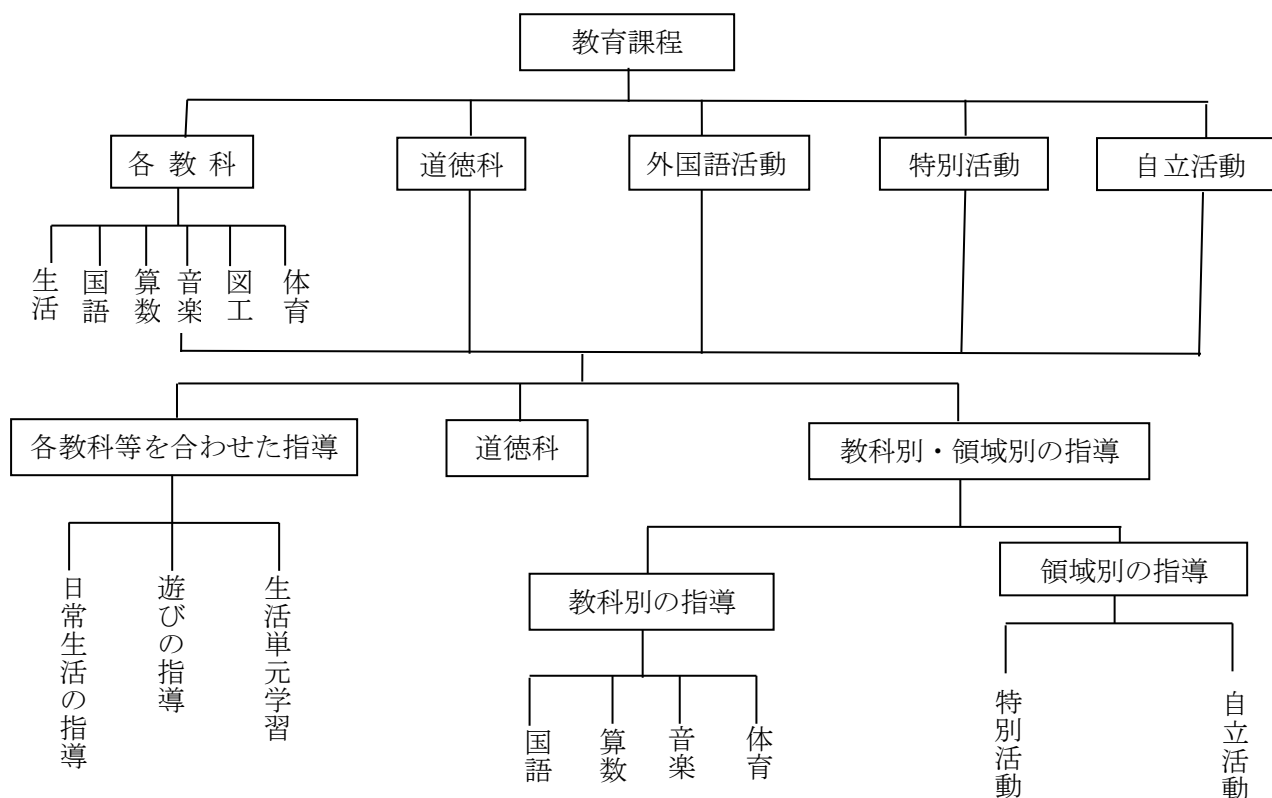 教育課程
各 教 科
道徳科
外国語活動
特別活動
自立活動
生活
国語
算数
音楽
図工
体育
各教科等を合わせた指導
道徳科
教科別・領域別の指導
日常生活の指導
遊びの指導
生活単元学習
教科別の指導
領域別の指導
国語
算数
音楽
体育
特別活動
自立活動